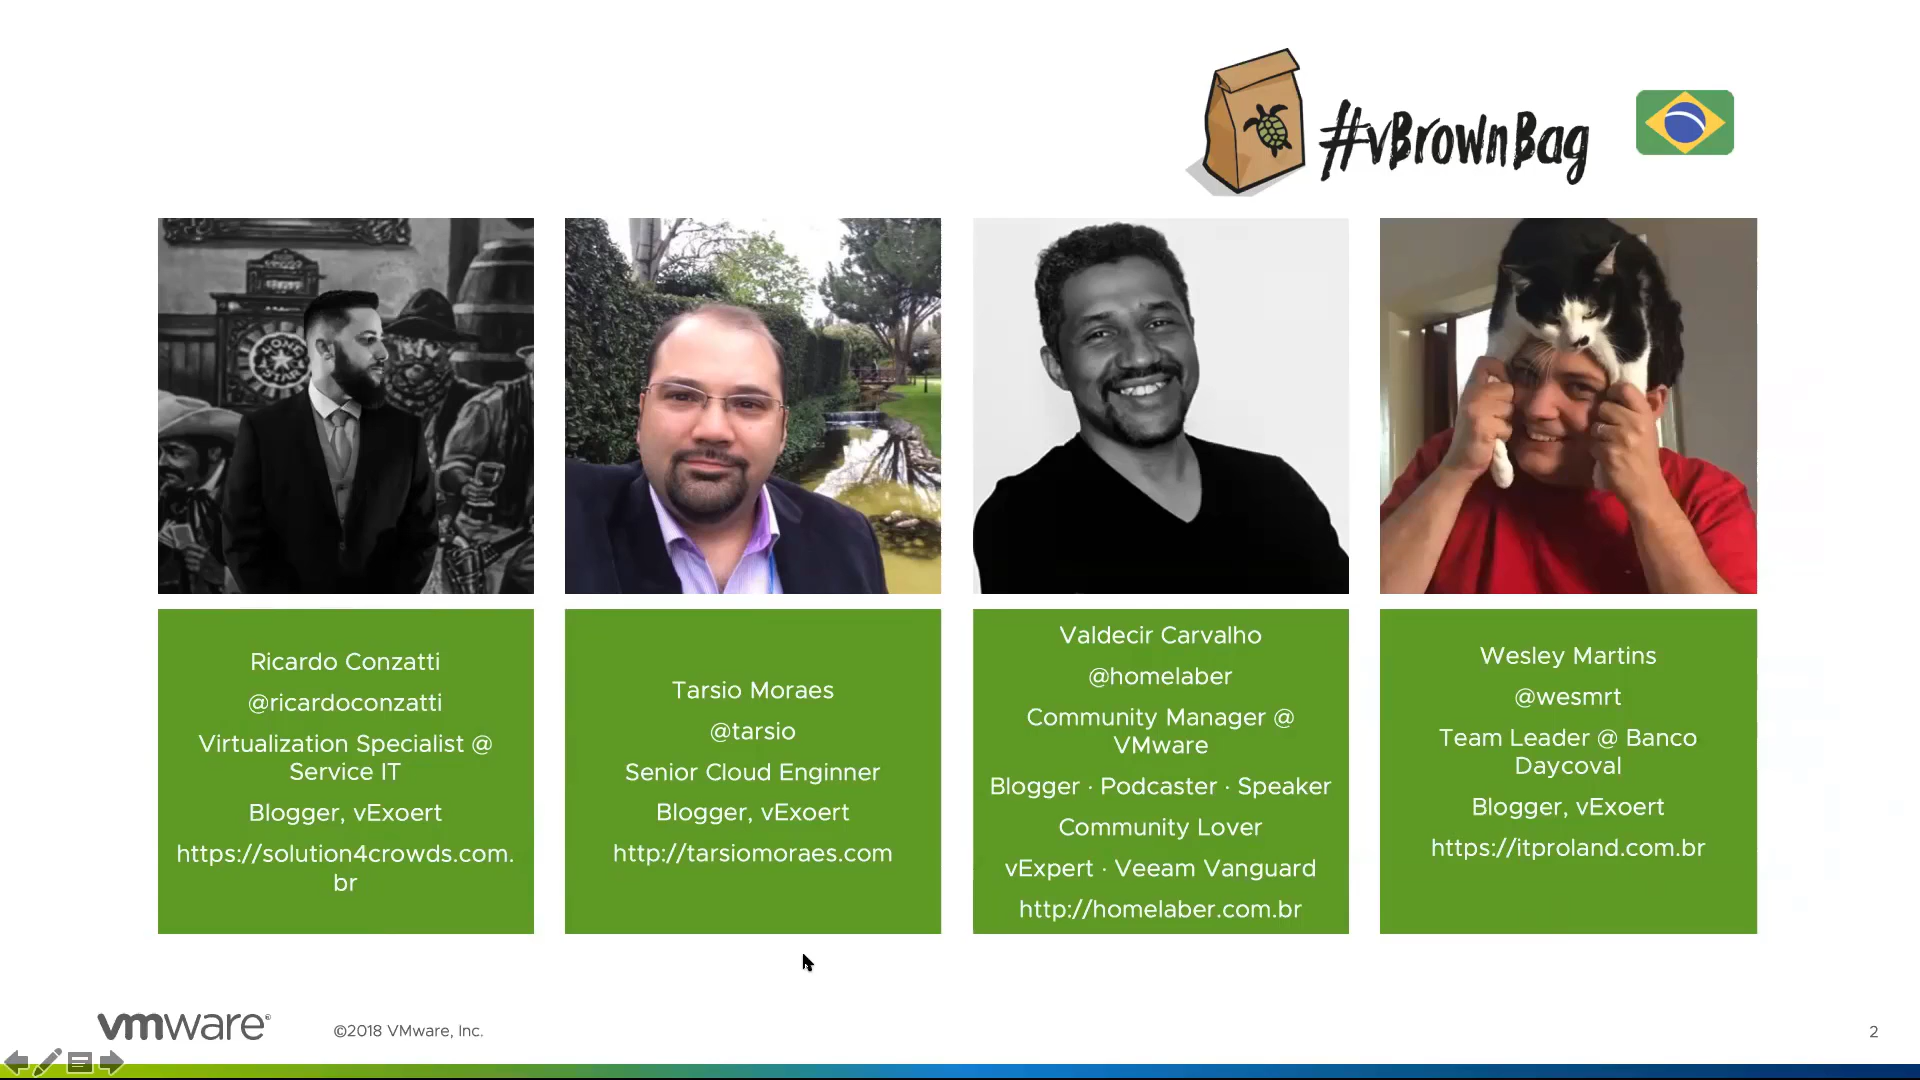 #vBrownBag
LONE
STAR
Ricardo Conzatti
@ricardoconzatti
Virtualization Specialist @
Service IT
Blogger, vExoert
https://solution4crowds.com.
br
Tarsio Moraes
@tarsio
Senior Cloud Enginner
Blogger, vExoert
http://tarsiomoraes.com
Valdecir Carvalho
@homelaber
Community Manager @
VMware
Blogger · Podcaster · Speaker
Community Lover
vExpert · Veeam Vanguard
http://homelaber.com.br
Wesley Martins
@wesmrt
Team Leader @ Banco
Daycoval
Blogger, vExoert
https://itproland.com.br
vmware®
©2018 VMware, Inc.
2